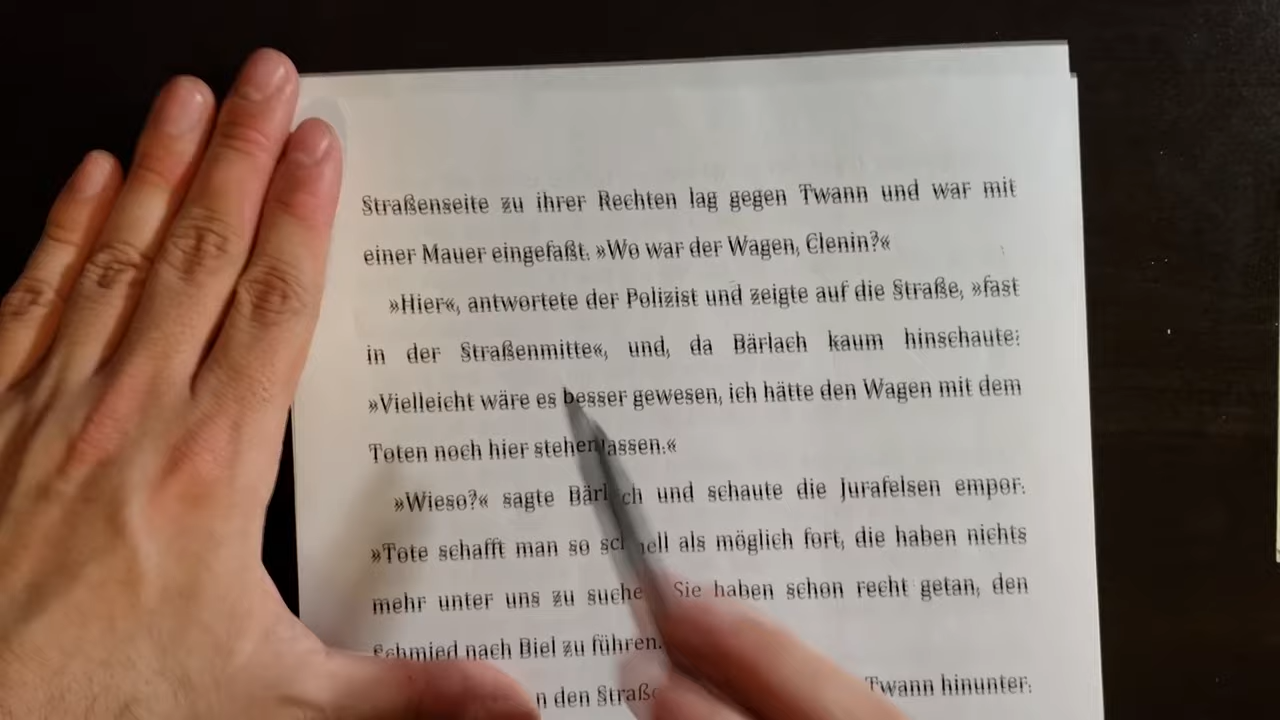 Straßenseite zu ihrer Rechten lag gegen Twann und war mit
einer Mauer eingefaßt. »Wo war der Wagen, Clenin?«
»Hier«, antwortete der Polizist und zeigte auf die Straße, »fast
in der Straßenmitte«, und, da Bärlach kaum hinschaute:
»Vielleicht wäre es besser gewesen, ich hätte den Wagen mit dem
Toten noch hier stehenlassen.«
»Wieso?« sagte Bärlach und schaute die Jurafelsen empor.
»Tote schafft man so schnell als möglich fort, die haben nichts
mehr unter uns zu suchen. Sie haben schon recht getan, den
Schmied nach Biel zu führen.
den Twann hinunter.